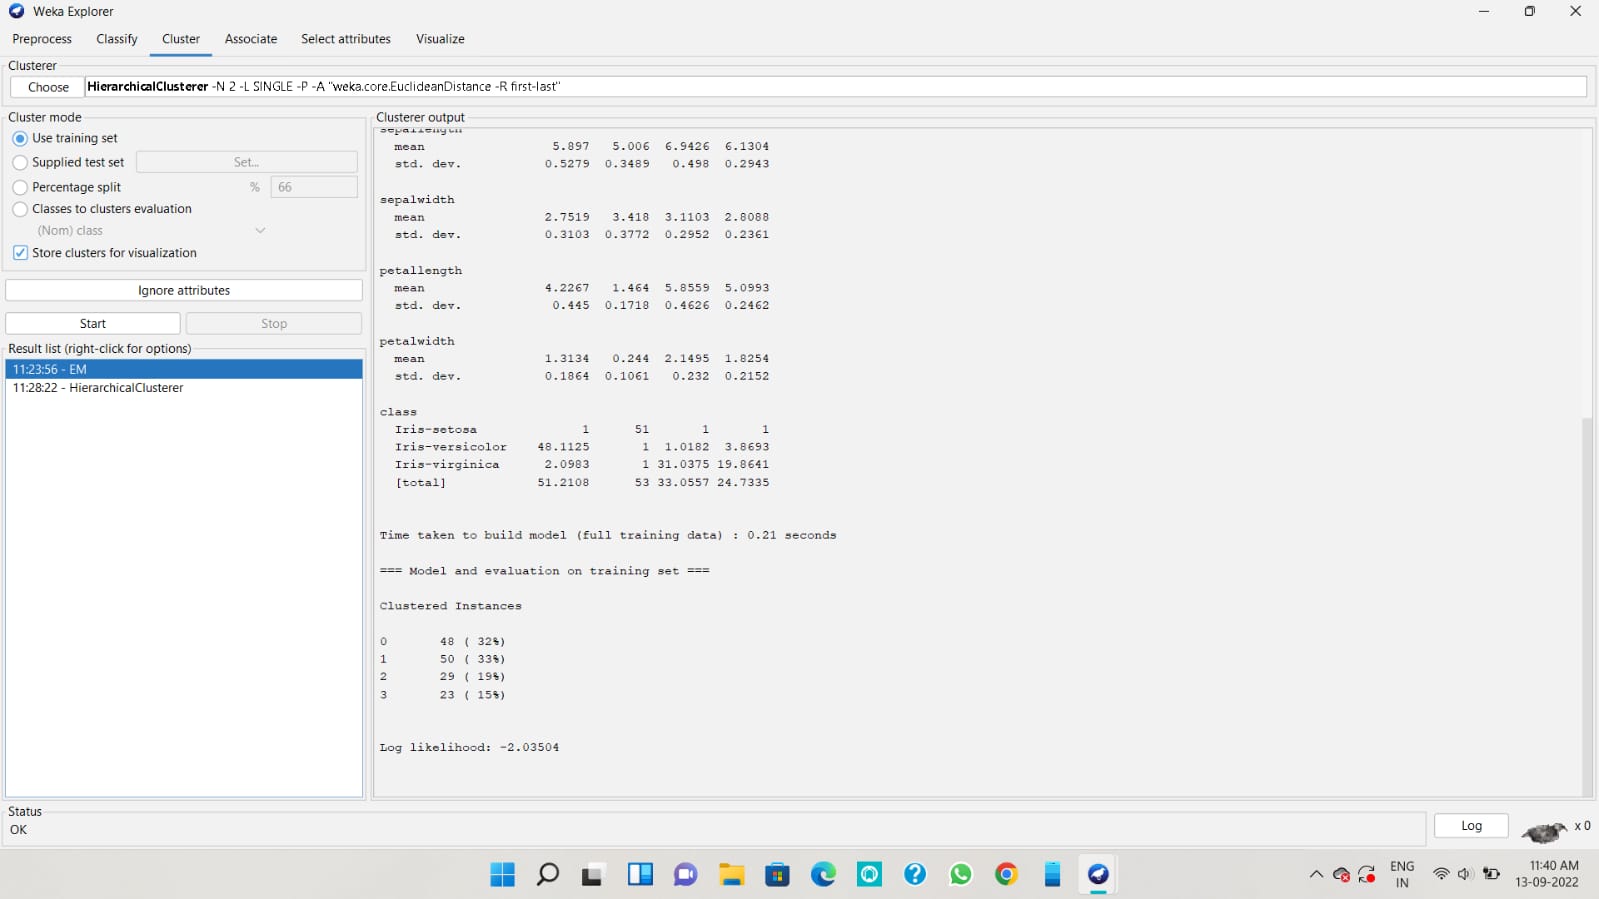 Weka Explorer
Preprocess Classify Cluster Associate Select attributes Visualize
Clusterer
Choose HierarchicalClusterer -N 2 -L SINGLE -P -A "weka.core.EuclideanDistance -R first-last"
Cluster mode
Use training set
Supplied test set Set...
Percentage split % 66
Classes to clusters evaluation
(Nom) class
Store clusters for visualization
Ignore attributes
Start Stop
Result list (right-click for options)
11:23:56 - EM
11:28:22 - HierarchicalClusterer
Clusterer output
sepallength
mean 5.897 5.006 6.9426 6.1304
std. dev. 0.5279 0.3489 0.498 0.2943
sepalwidth
mean 2.7519 3.418 3.1103 2.8088
std. dev. 0.3103 0.3772 0.2952 0.2361
petallength
mean 4.2267 1.464 5.8559 5.0993
std. dev. 0.445 0.1718 0.4626 0.2462
petalwidth
mean 1.3134 0.244 2.1495 1.8254
std. dev. 0.1864 0.1061 0.232 0.2152
class
Iris-setosa 1 51 1 1
Iris-versicolor 48.1125 1 1.0182 3.8693
Iris-virginica 2.0983 1 31.0375 19.8641
[total] 51.2108 53 33.0557 24.7335
Time taken to build model (full training data) : 0.21 seconds
=== Model and evaluation on training set ===
Clustered Instances
0 48 ( 32%)
1 50 ( 33%)
2 29 ( 19%)
3 23 ( 15%)
Log likelihood: -2.03504
Status
OK
Log
x 0
ENG
IN
11:40 AM
13-09-2022